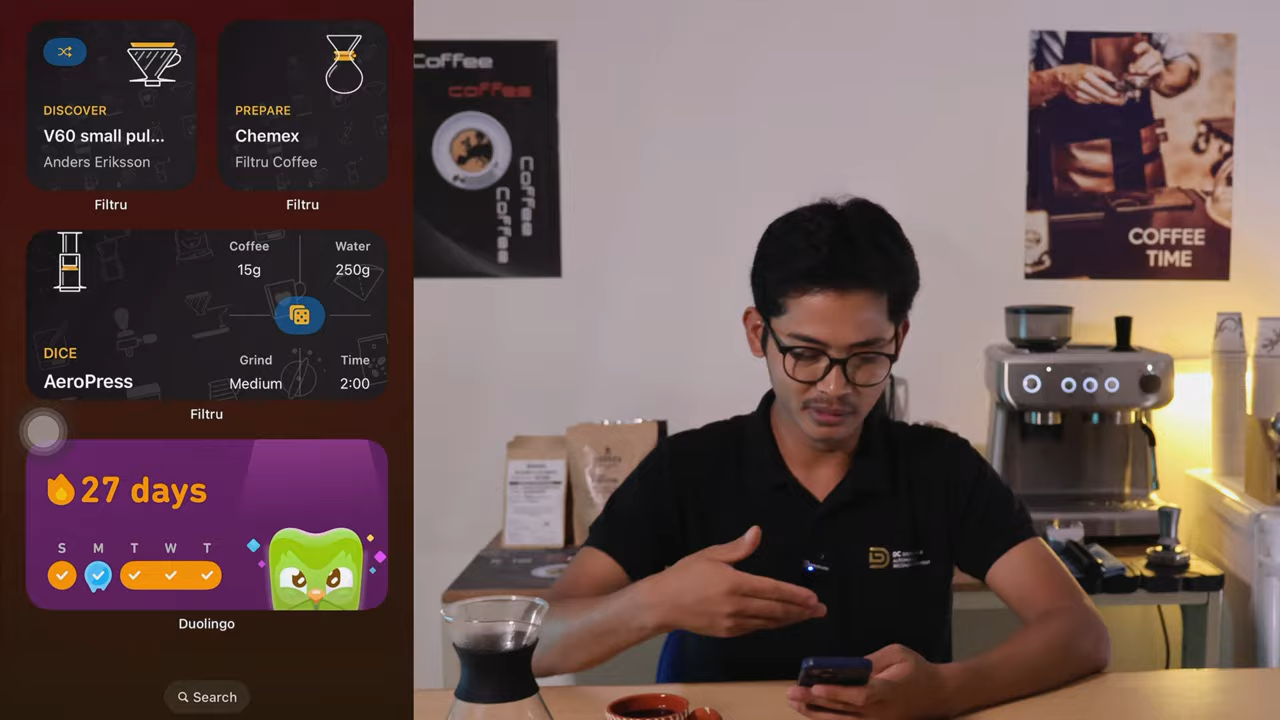 DISCOVER
V60 small pul...
Anders Eriksson
Filtru
PREPARE
Chemex
Filtru Coffee
Filtru
Coffee
15g
Water
250g
DICE
AeroPress
Grind
Medium
Time
2:00
Filtru
27 days
S M T W T
Duolingo
Search
Coffee
coffee
Coffee
Coffee
COFFEE
TIME
DC